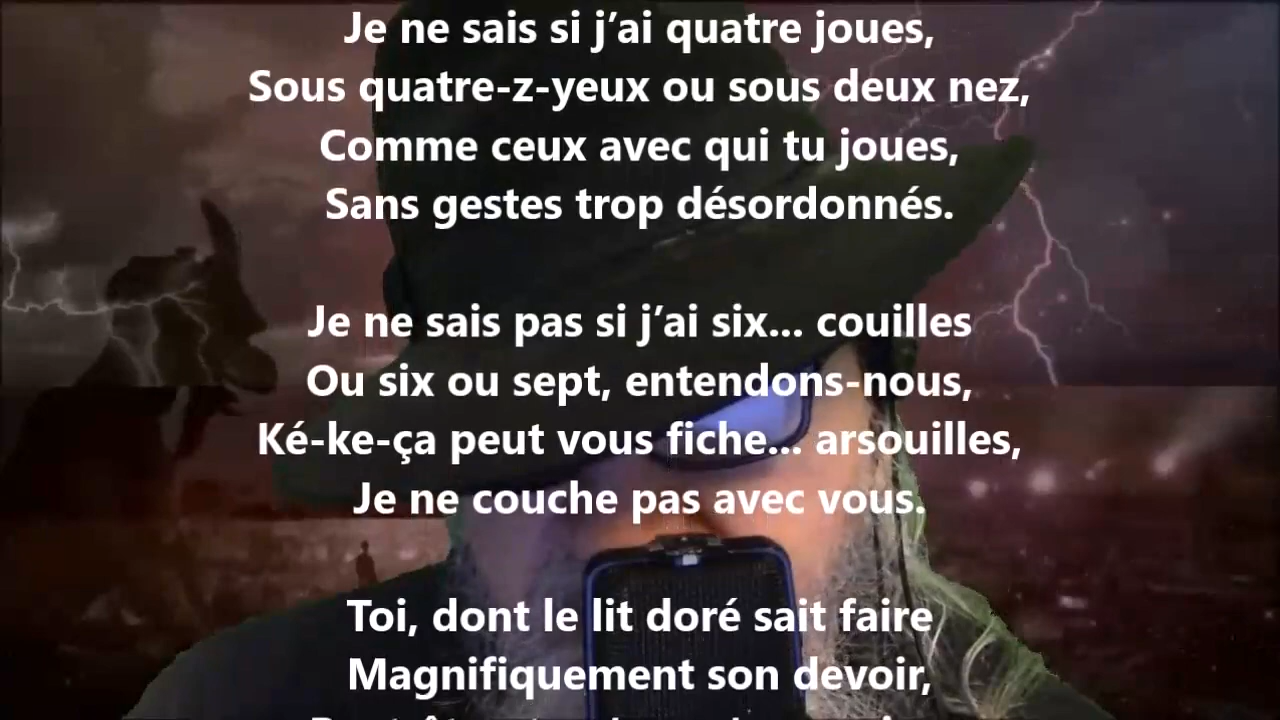 Je ne sais si j’ai quatre joues,
Sous quatre-z-yeux ou sous deux nez,
Comme ceux avec qui tu joues,
Sans gestes trop désordonnés.
Je ne sais pas si j’ai six... couilles
Ou six ou sept, entendons-nous,
Ké-ke-ça peut vous fiche... arsouilles,
Je ne couche pas avec vous.
Toi, dont le lit doré sait faire
Magnifiquement son devoir,